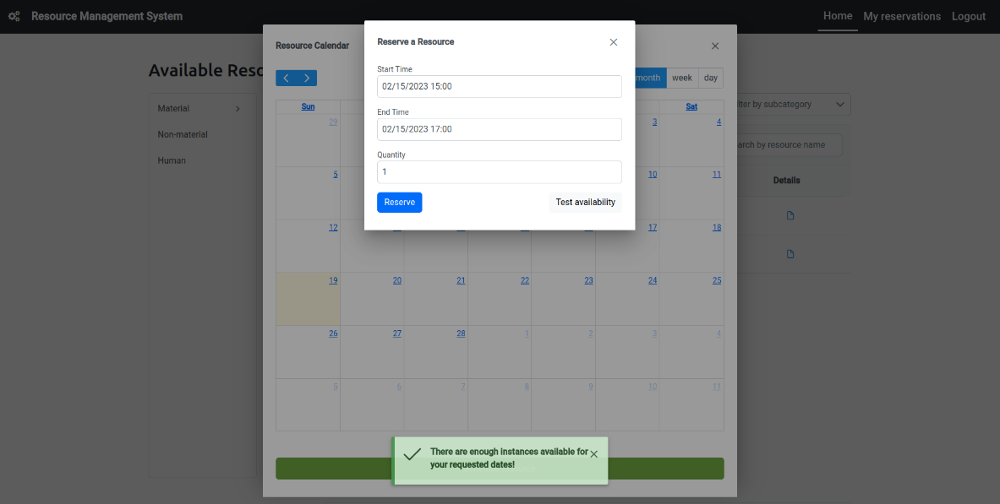 Resource Management System
Home My reservations Logout
Reserve a Resource
Resource Calendar
Available Reso
Start Time
02/15/2023 15:00
month week day
End Time
02/15/2023 17:00
Quantity
1
Reserve Test availability
Material
Non-material
Human
Sun Sat
29 3 4
5 10 11
12 17 18
19 20 21 22 23 24 25
26 27 28 1 2 3 4
5 6 7 8 9 10 11
ilter by subcategory
earch by resource name
Details
There are enough instances available for
your requested dates!